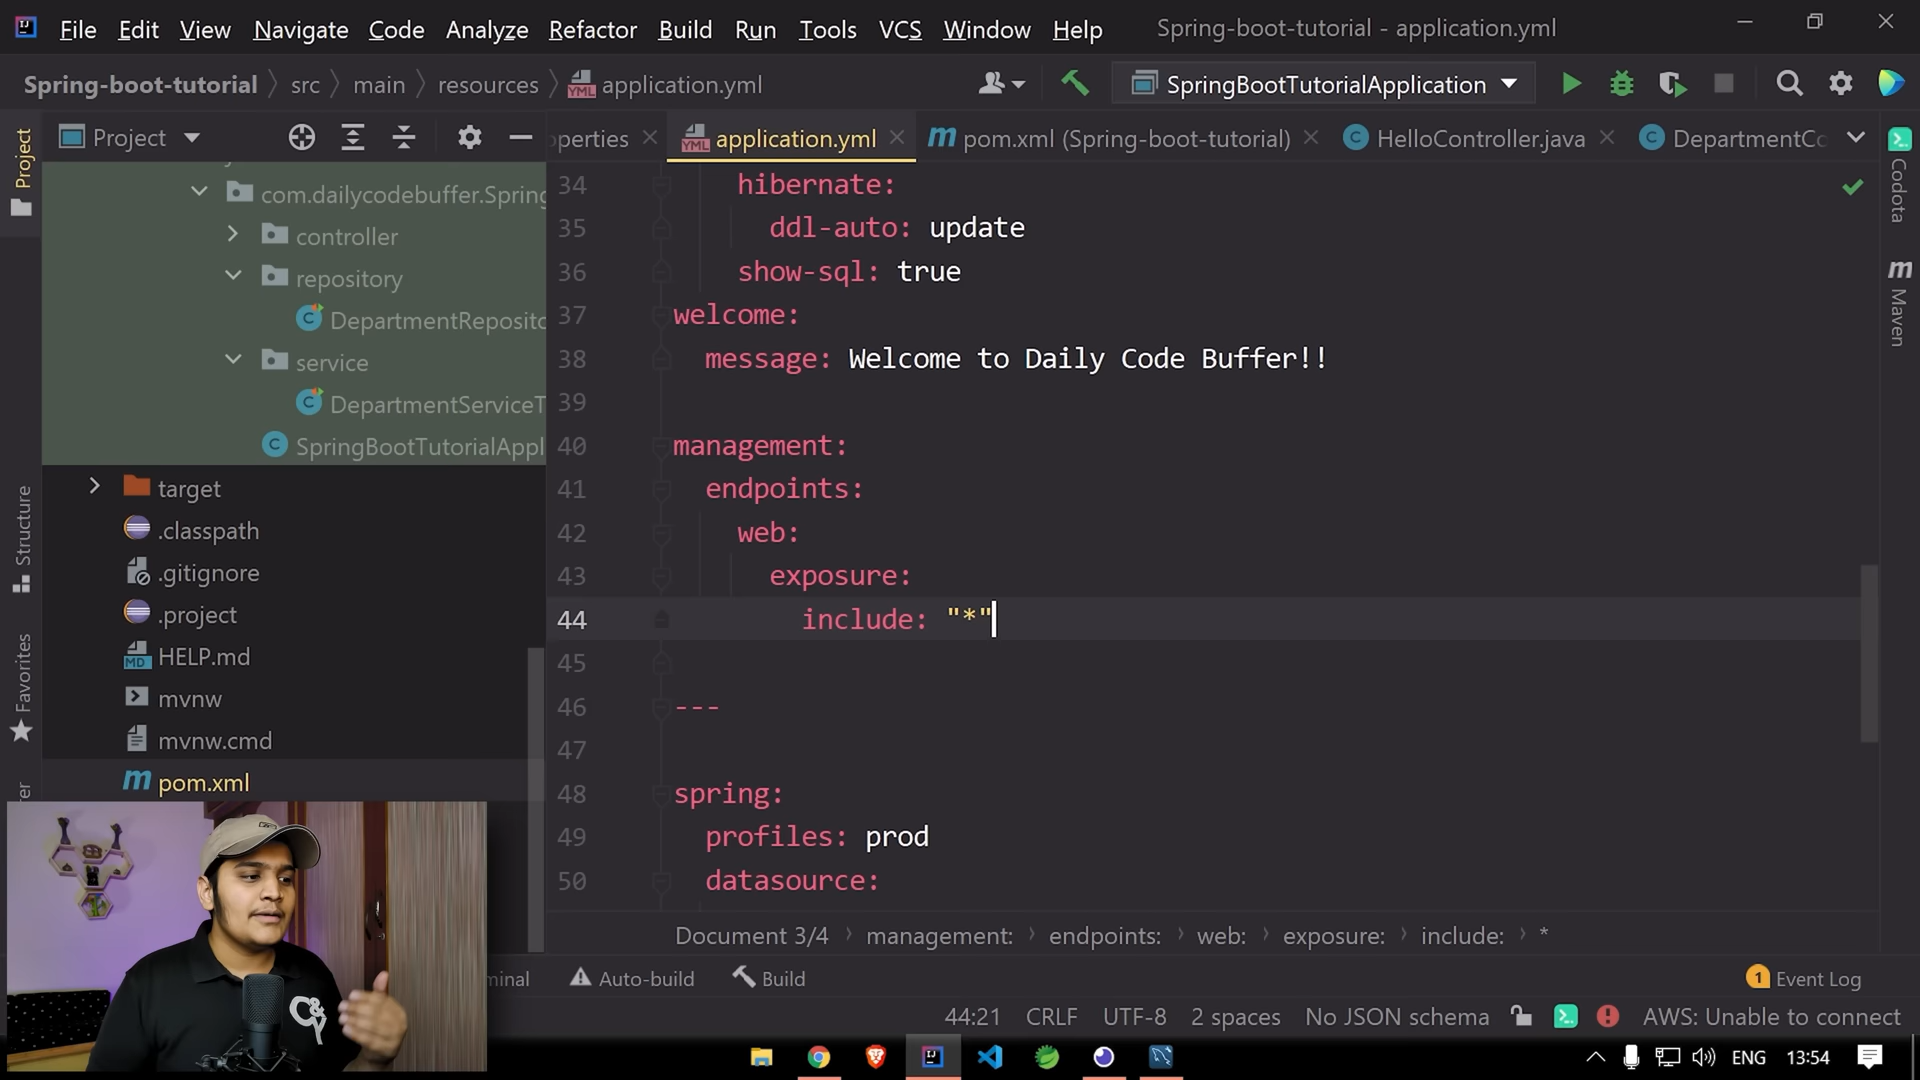 File Edit View Navigate Code Analyze Refactor Build Run Tools VCS Window Help Spring-boot-tutorial - application.yml
Spring-boot-tutorial src main resources application.yml SpringBootTutorialApplication
Project
operties application.yml pom.xml (Spring-boot-tutorial) HelloController.java DepartmentCo
com.dailycodebuffer.Spring
controller
repository
DepartmentReposito
service
DepartmentServiceT
SpringBootTutorialAppl
target
.classpath
.gitignore
.project
HELP.md
mvnw
mvnw.cmd
pom.xml
Project
Structure
Favorites
34 hibernate:
35 ddl-auto: update
36 show-sql: true
37 welcome:
38 message: Welcome to Daily Code Buffer!!
39
40 management:
41 endpoints:
42 web:
43 exposure:
44 include: "*"
45
46 ---
47
48 spring:
49 profiles: prod
50 datasource:
Codota
Maven
Document 3/4 management: endpoints: web: exposure: include: *
minal Auto-build Build 1 Event Log
44:21 CRLF UTF-8 2 spaces No JSON schema AWS: Unable to connect
ENG 13:54